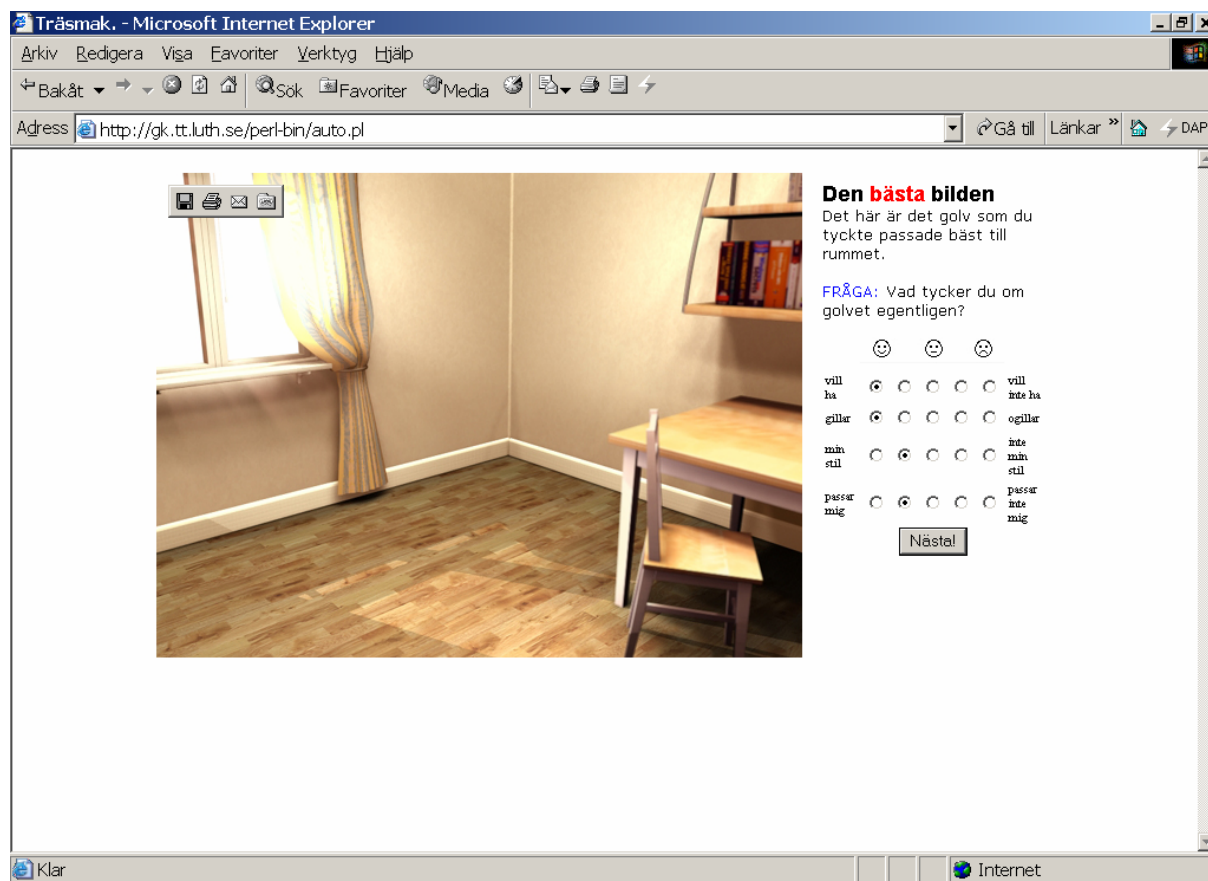 Träsmak. - Microsoft Internet Explorer
Arkiv Redigera Visa Favoriter Verktyg Hjälp
Bakåt Sök Favoriter Media
Adress http://gk.tt.luth.se/perl-bin/auto.pl Gå till Länkar » DAP
Den bästa bilden
Det här är det golv som du
tyckte passade bäst till
rummet.
FRÅGA: Vad tycker du om
golvet egentligen?
vill
ha
vill
inte ha
gillar
ogillar
min
stil
inte
min
stil
passar
mig
passar
inte
mig
Nästa!
Klar
Internet